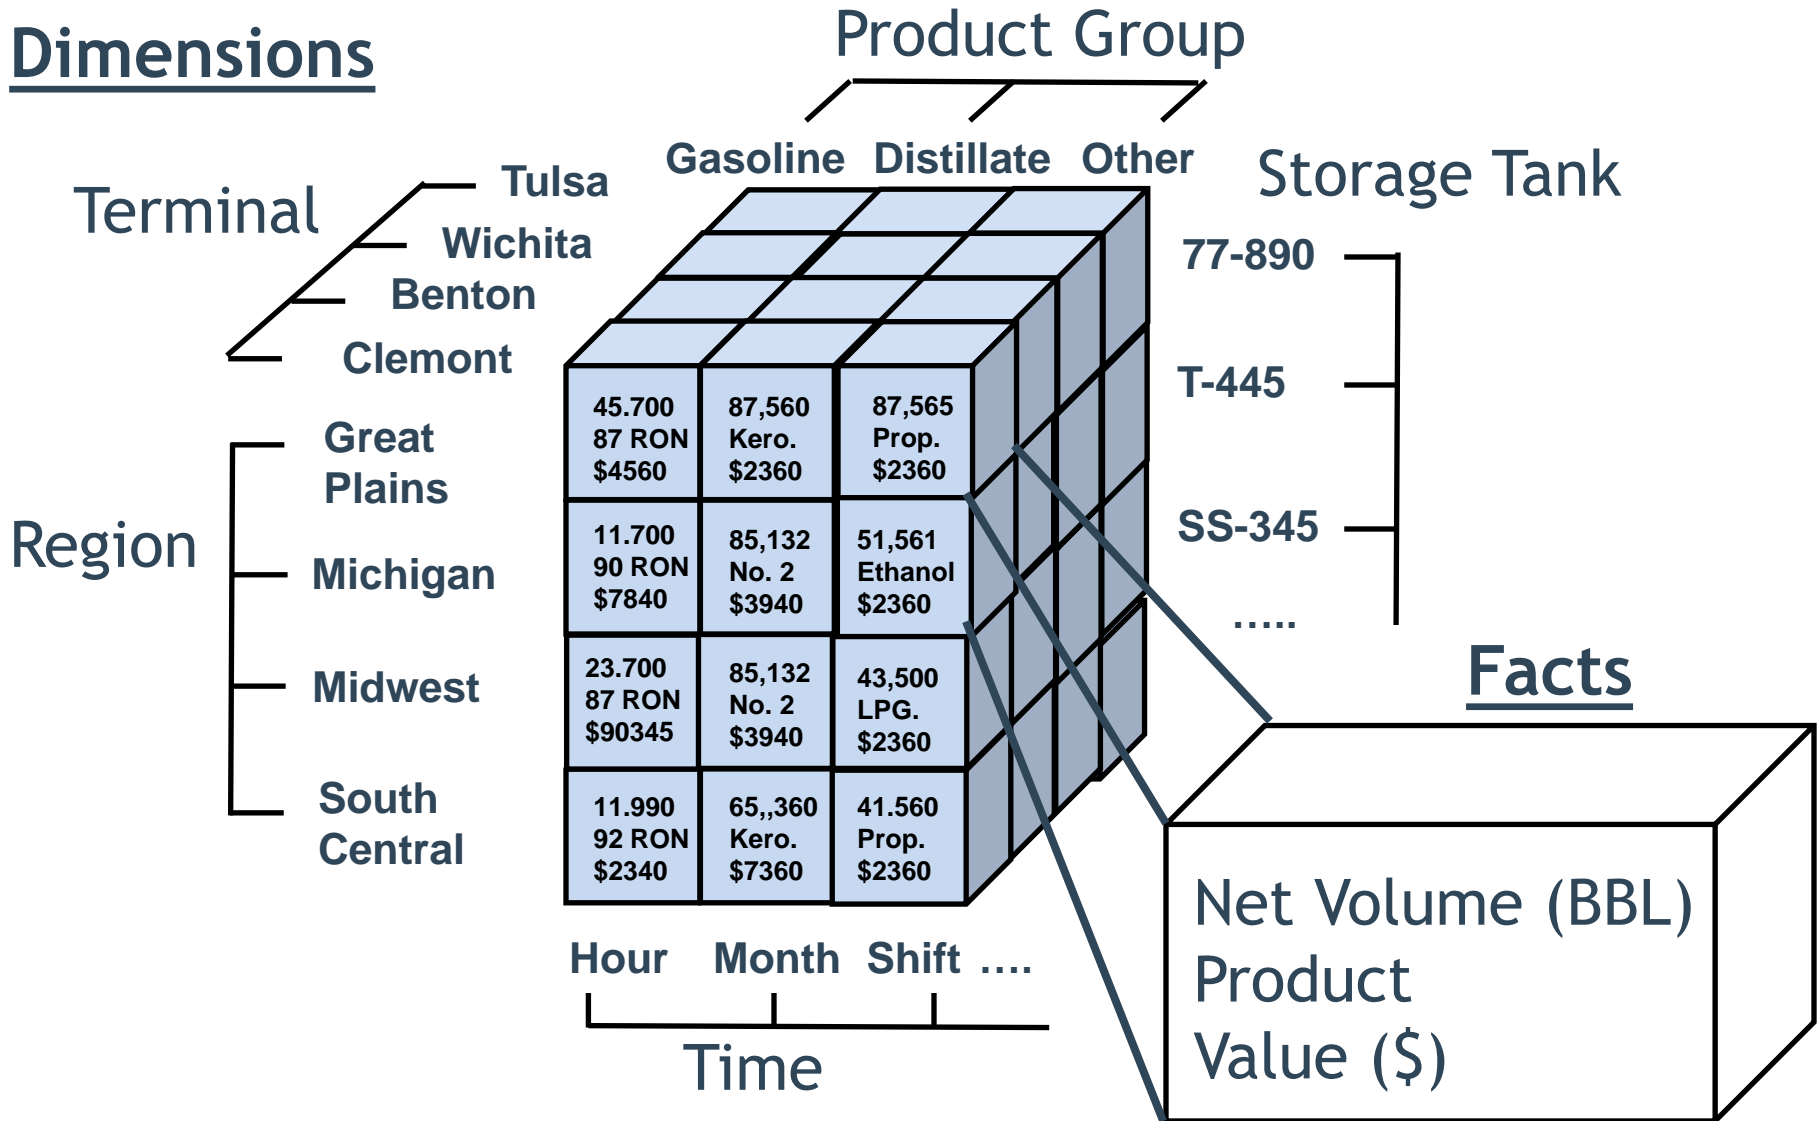 Dimensions
Product Group
Gasoline Distillate Other
Terminal
Tulsa
Wichita
Benton
Clemont
Storage Tank
77-890
T-445
SS-345
.....
Region
Great
Plains
Michigan
Midwest
South
Central
45.700
87 RON
$4560
87,560
Kero.
$2360
87,565
Prop.
$2360
11.700
90 RON
$7840
85,132
No. 2
$3940
51,561
Ethanol
$2360
23.700
87 RON
$90345
85,132
No. 2
$3940
43,500
LPG.
$2360
11.990
92 RON
$2340
65,,360
Kero.
$7360
41.560
Prop.
$2360
Hour Month Shift ....
Time
Facts
Net Volume (BBL)
Product
Value ($)